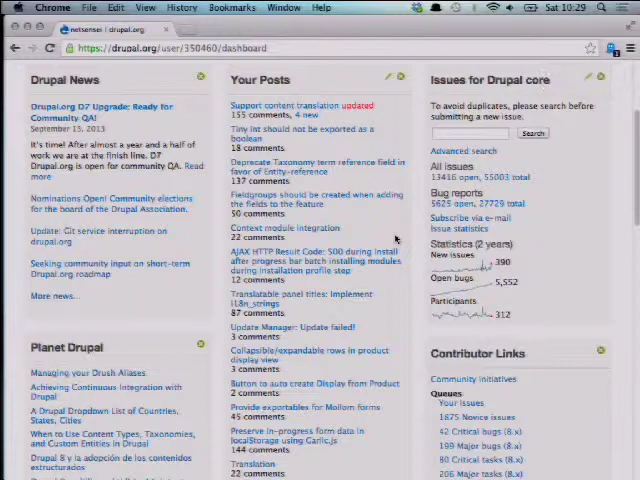 Chrome File Edit View History Bookmarks Window Help
Sat 10:29
netsensei | drupal.org
https://drupal.org/user/350460/dashboard
Drupal News
Drupal.org D7 Upgrade: Ready for
Community QA!
September 13, 2013
It's time! After almost a year and a half of
work we are at the finish line. D7
Drupal.org is open for community QA. Read
more
Nominations Open! Community elections
for the board of the Drupal Association.
Update: Git service interruption on
drupal.org
Seeking community input on short-term
Drupal.org roadmap
More news...
Planet Drupal
Managing your Drush Aliases.
Achieving Continuous Integration with
Drupal
A Drupal Dropdown List of Countries,
States, Cities
When to Use Content Types, Taxonomies,
and Custom Entities in Drupal
Drupal 8 y la adopción de los contenidos
estructurados
Your Posts
Support content translation updated
155 comments, 4 new
Tiny int should not be exported as a
boolean
18 comments
Deprecate Taxonomy term reference field in
favor of Entity-reference
137 comments
Fieldgroups should be created when adding
the fields to the feature
50 comments
Context module integration
22 comments
AJAX HTTP Result Code: 500 during install
after progress bar batch installing modules
during installation profile step
12 comments
Translatable panel titles: Implement
i18n_strings
87 comments
Update Manager: Update failed!
3 comments
Collapsible/expandable rows in product
display view
3 comments
Button to auto create Display from Product
2 comments
Provide exportables for Mollom forms
45 comments
Preserve in-progress form data in
localStorage using Garlic.js
144 comments
Translation
22 comments
Issues for Drupal core
To avoid duplicates, please search before
submitting a new issue.
Search
Advanced search
All issues
13416 open, 55003 total
Bug reports
5625 open, 27729 total
Subscribe via e-mail
Issue statistics
Statistics (2 years)
New issues
390
Open bugs
5,552
Participants
312
Contributor Links
Community initiatives
Queues
Your issues
1675 Novice issues
42 Critical bugs (8.x)
199 Major bugs (8.x)
80 Critical tasks (8.x)
206 Major tasks (8.x)